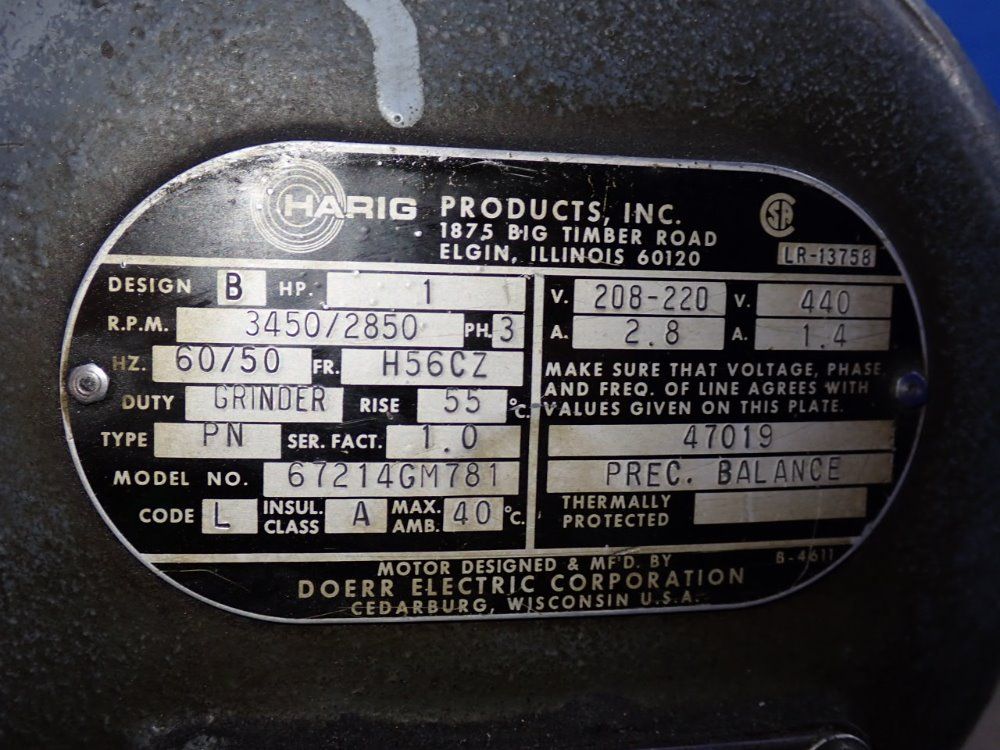 HARIG PRODUCTS, INC.
1875 BIG TIMBER ROAD
ELGIN, ILLINOIS 60120
SA
LR-13758
DESIGN B HP. 1
R.P.M. 3450/2850 PH. 3
HZ. 60/50 FR. H56CZ
DUTY GRINDER RISE 55 °C.
TYPE PN SER. FACT. 1.0
MODEL NO. 67214GM781
CODE L INSUL. CLASS A MAX. AMB. 40 °C.
V. 208-220 V. 440
A. 2.8 A. 1.4
MAKE SURE THAT VOLTAGE, PHASE
AND FREQ. OF LINE AGREES WITH
VALUES GIVEN ON THIS PLATE.
47019
PREC. BALANCE
THERMALLY
PROTECTED
MOTOR DESIGNED & MF'D. BY
B-4611
DOERR ELECTRIC CORPORATION
CEDARBURG, WISCONSIN U.S.A.